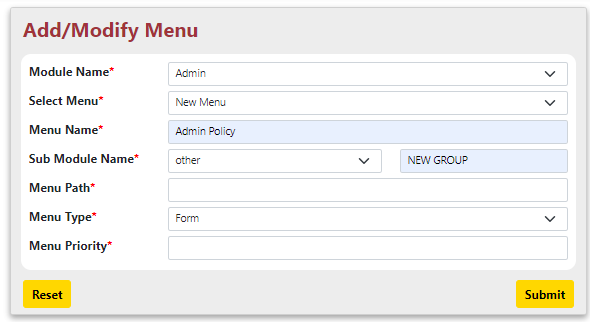 Add/Modify Menu
Module Name* Admin
Select Menu* New Menu
Menu Name* Admin Policy
Sub Module Name* other NEW GROUP
Menu Path*
Menu Type* Form
Menu Priority*
Reset Submit